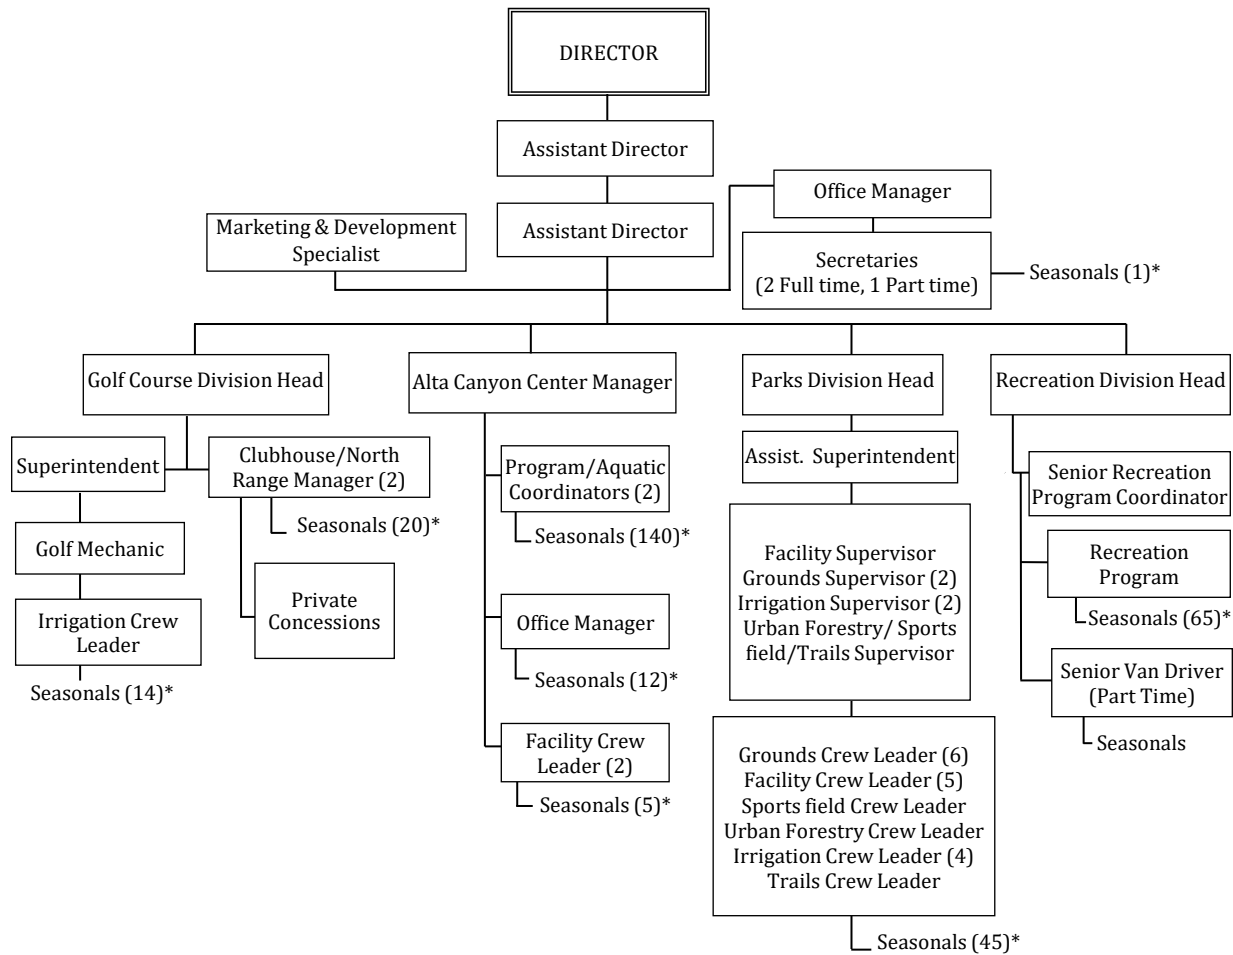 DIRECTOR
Assistant Director
Assistant Director
Office Manager
Marketing & Development
Specialist
Secretaries
(2 Full time, 1 Part time)
Seasonals (1)*
Golf Course Division Head
Superintendent
Golf Mechanic
Irrigation Crew
Leader
Seasonals (14)*
Clubhouse/North
Range Manager (2)
Seasonals (20)*
Private
Concessions
Alta Canyon Center Manager
Program/Aquatic
Coordinators (2)
Seasonals (140)*
Office Manager
Seasonals (12)*
Facility Crew
Leader (2)
Seasonals (5)*
Parks Division Head
Assist. Superintendent
Facility Supervisor
Grounds Supervisor (2)
Irrigation Supervisor (2)
Urban Forestry/ Sports
field/Trails Supervisor
Grounds Crew Leader (6)
Facility Crew Leader (5)
Sports field Crew Leader
Urban Forestry Crew Leader
Irrigation Crew Leader (4)
Trails Crew Leader
Seasonals (45)*
Recreation Division Head
Senior Recreation
Program Coordinator
Recreation
Program
Seasonals (65)*
Senior Van Driver
(Part Time)
Seasonals